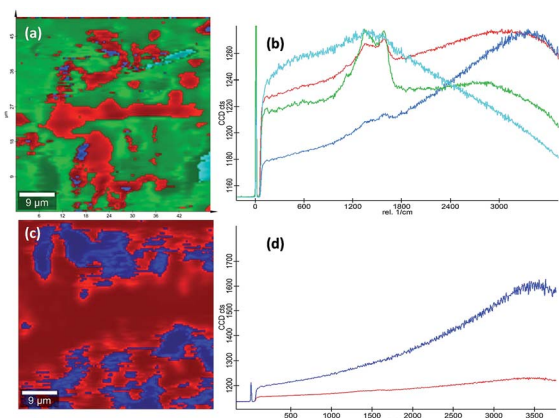 (a)
45
36
27
18
9
µm
9 µm
6 12 18 24 30 36 42
(b)
CCD cts
1260
1240
1220
1200
1180
1160
0 600 1200 1800 2400 3000
rel. 1/cm
(c)
9 µm
(d)
CCD cts
1700
1600
1500
1400
1300
1200
500 1000 1500 2000 2500 3000 3500